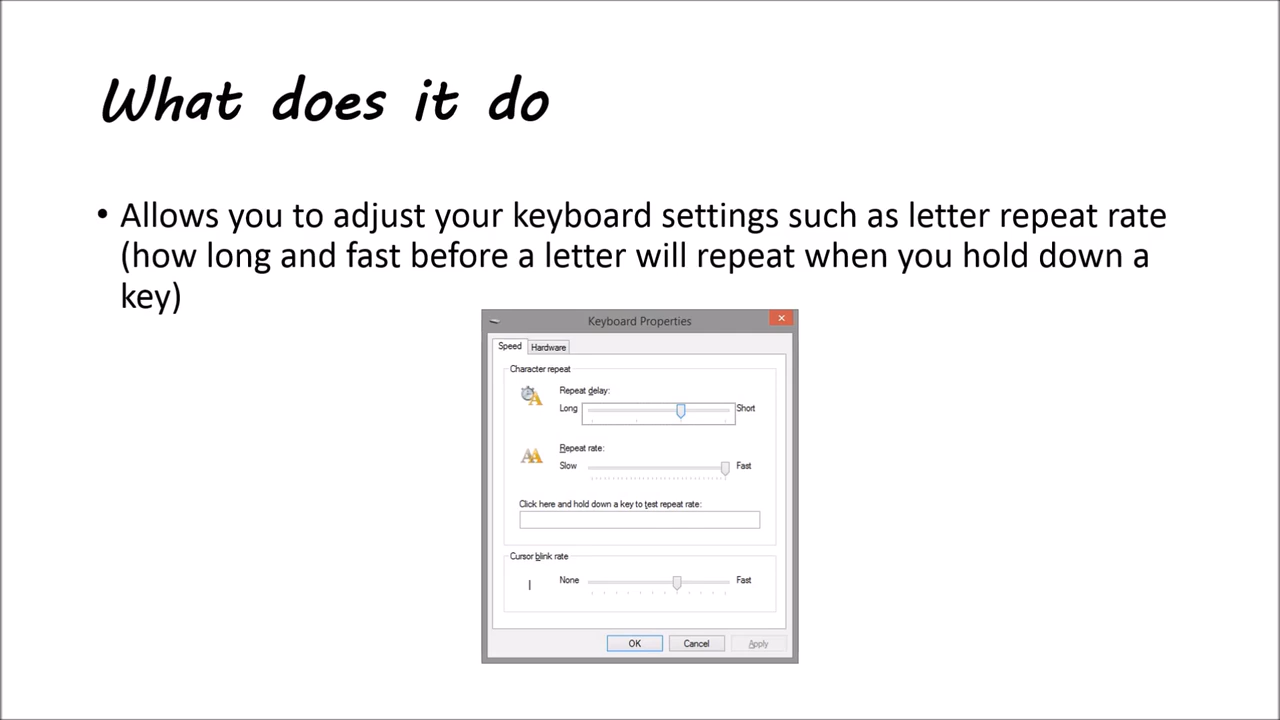 What does it do
• Allows you to adjust your keyboard settings such as letter repeat rate
(how long and fast before a letter will repeat when you hold down a
key)
Keyboard Properties
Speed Hardware
Character repeat
Repeat delay:
Long Short
Repeat rate:
Slow Fast
Click here and hold down a key to test repeat rate:
Cursor blink rate
None Fast
OK Cancel Apply